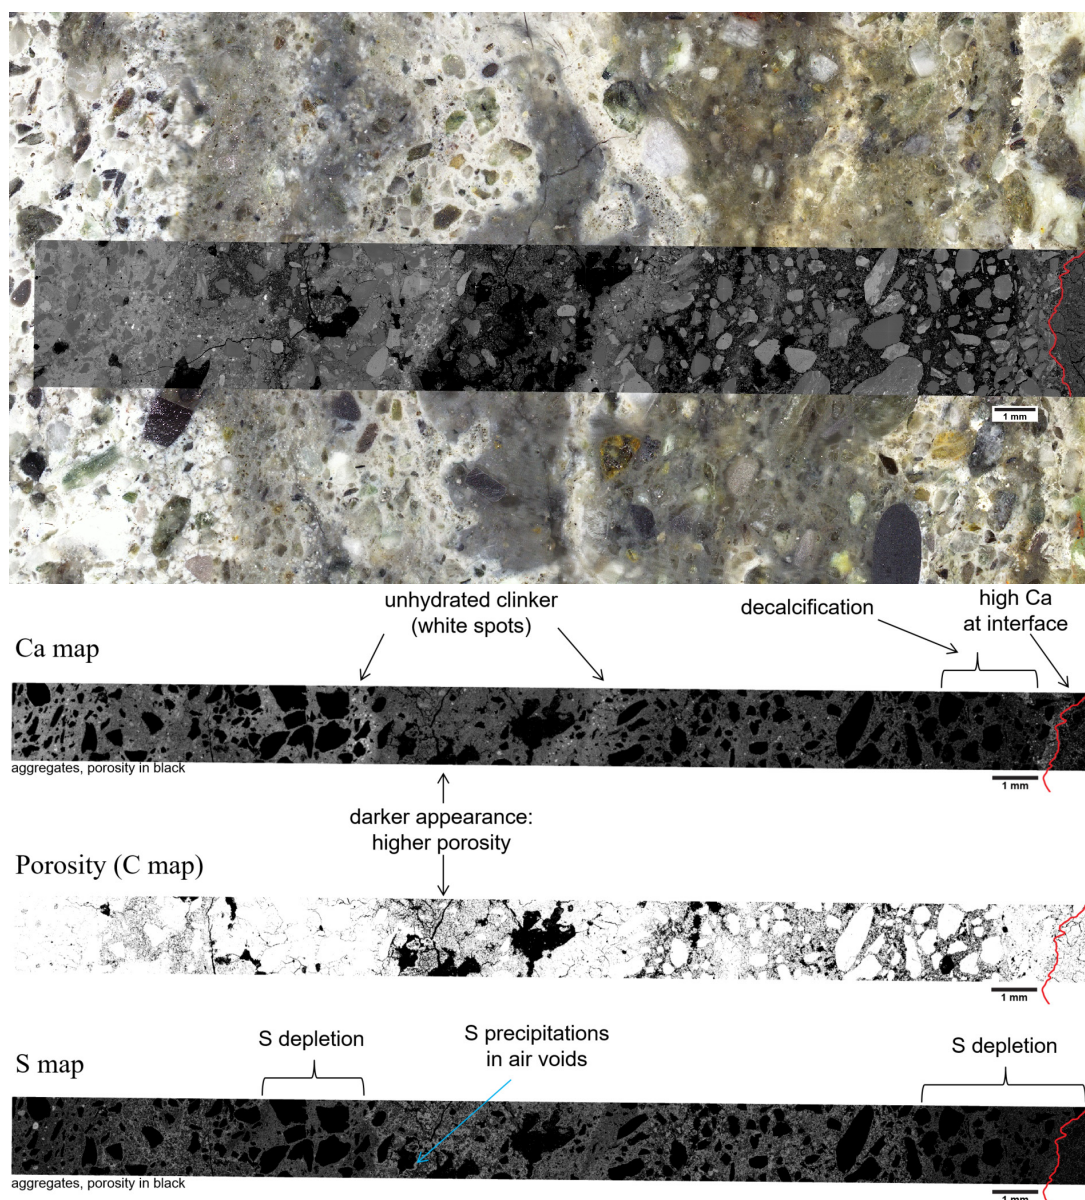 1 mm
unhydrated clinker
(white spots)
decalcification
high Ca
at interface
Ca map
aggregates, porosity in black
1 mm
darker appearance:
higher porosity
Porosity (C map)
1 mm
S depletion
S precipitations
in air voids
S depletion
S map
aggregates, porosity in black
1 mm